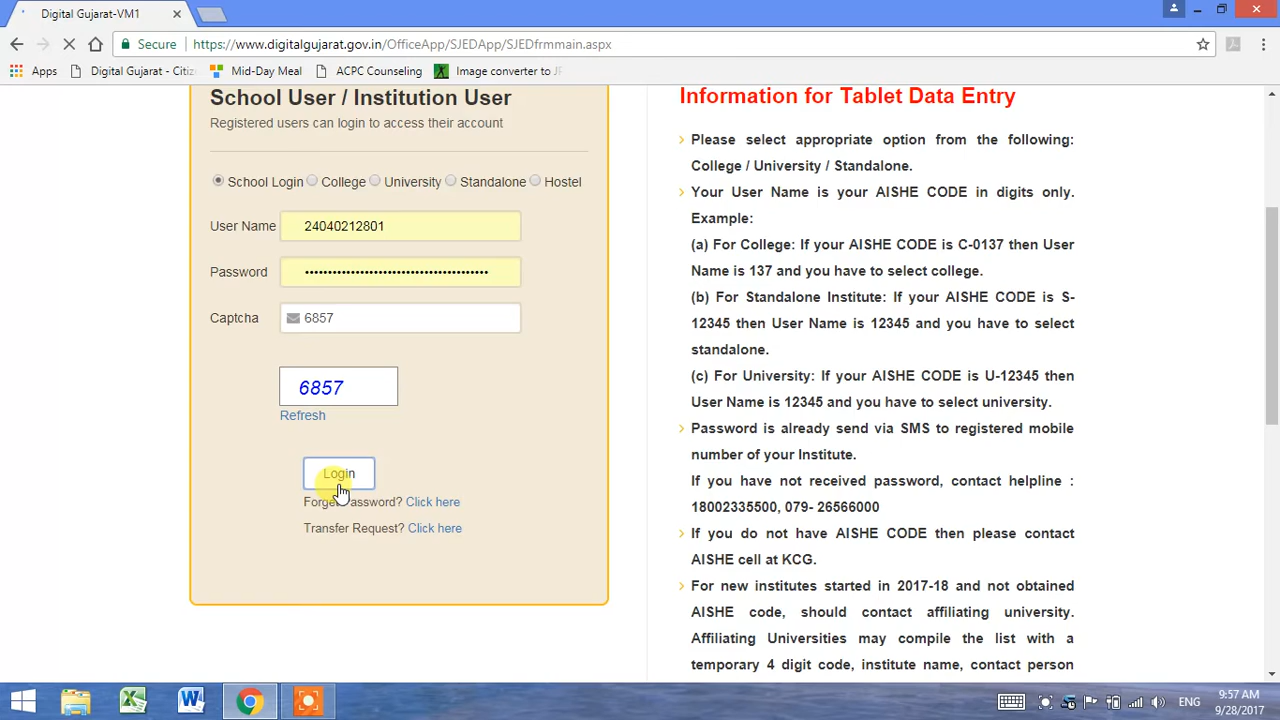 Digital Gujarat-VM1
Secure
https://www.digitalgujarat.gov.in/OfficeApp/SJEDApp/SJEDfrmmain.aspx
Apps
Digital Gujarat - Citiz
Mid-Day Meal
ACPC Counseling
Image converter to J
School User / Institution User
Registered users can login to access their account
School Login College University Standalone Hostel
User Name 24040212801
Password ••••••••••••••••••••••••••••••••••••••••
Captcha 6857
6857
Refresh
Login
Forget Password? Click here
Transfer Request? Click here
Information for Tablet Data Entry
Please select appropriate option from the following:
College / University / Standalone.
Your User Name is your AISHE CODE in digits only.
Example:
(a) For College: If your AISHE CODE is C-0137 then User
Name is 137 and you have to select college.
(b) For Standalone Institute: If your AISHE CODE is S-
12345 then User Name is 12345 and you have to select
standalone.
(c) For University: If your AISHE CODE is U-12345 then
User Name is 12345 and you have to select university.
Password is already send via SMS to registered mobile
number of your Institute.
If you have not received password, contact helpline :
18002335500, 079- 26566000
If you do not have AISHE CODE then please contact
AISHE cell at KCG.
For new institutes started in 2017-18 and not obtained
AISHE code, should contact affiliating university.
Affiliating Universities may compile the list with a
temporary 4 digit code, institute name, contact person
ENG
9:57 AM
9/28/2017